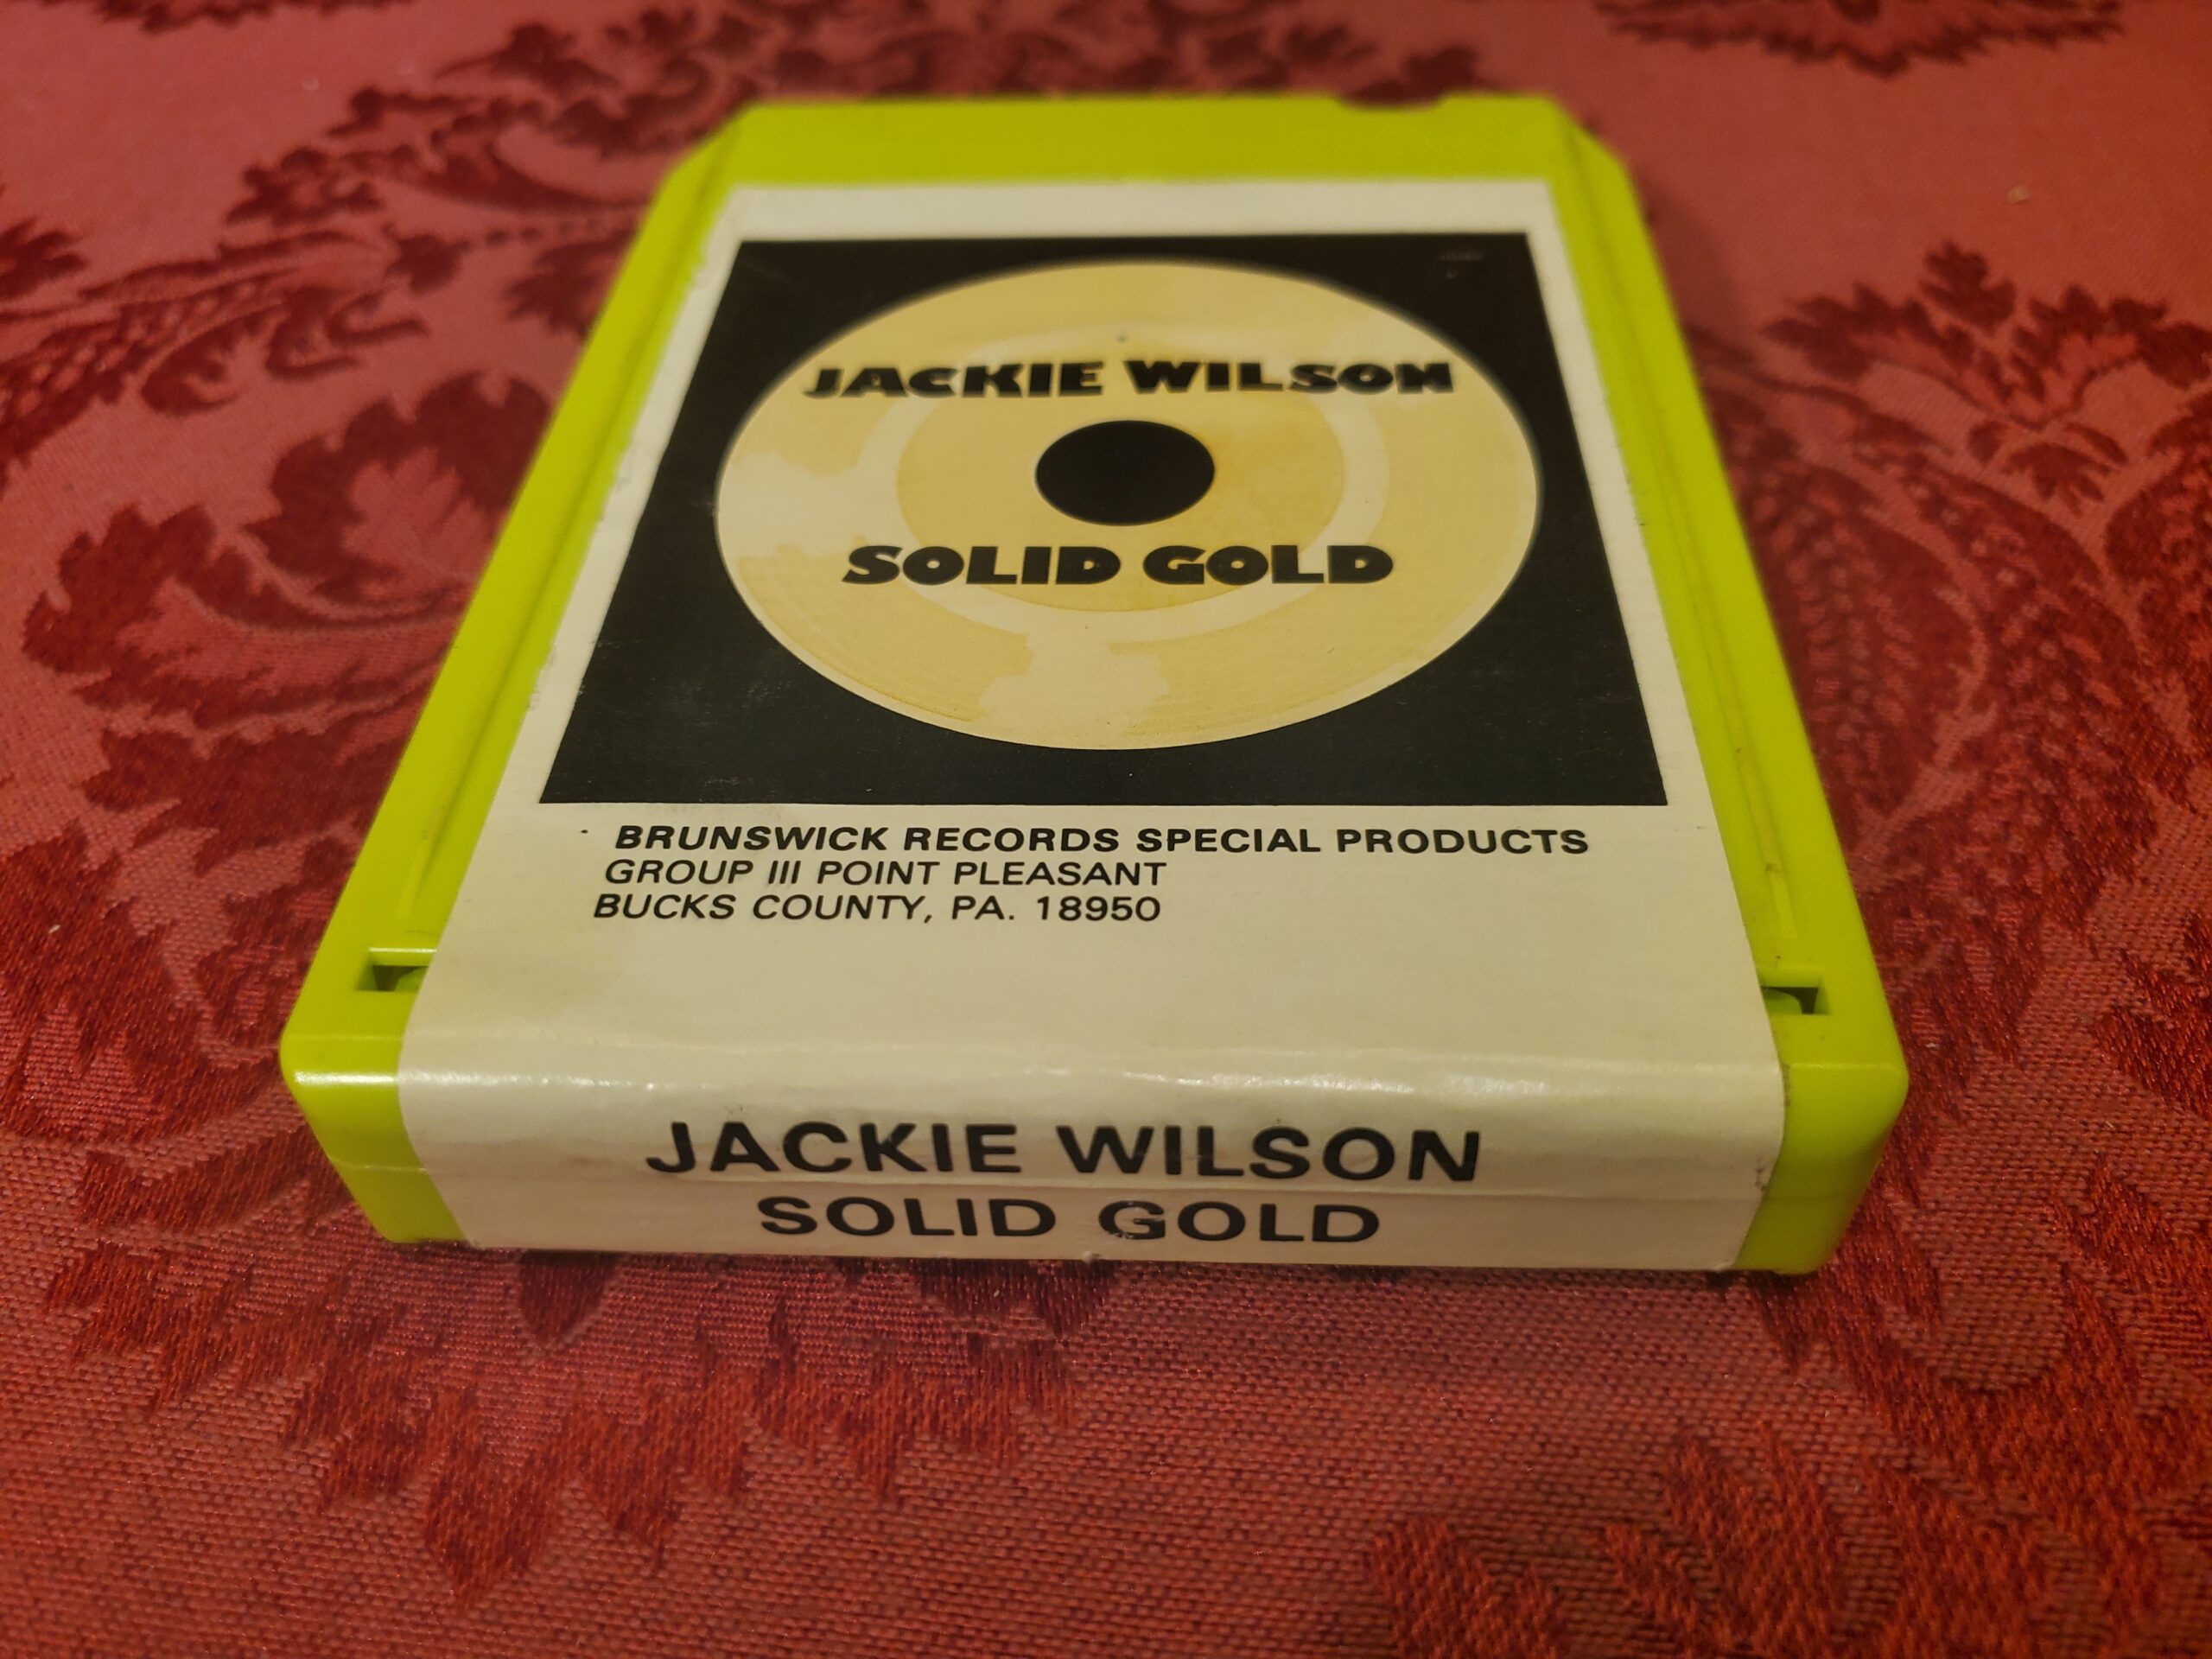 JACKIE WILSON
SOLID GOLD
BRUNSWICK RECORDS SPECIAL PRODUCTS
GROUP III POINT PLEASANT
BUCKS COUNTY, PA. 18950
JACKIE WILSON
SOLID GOLD